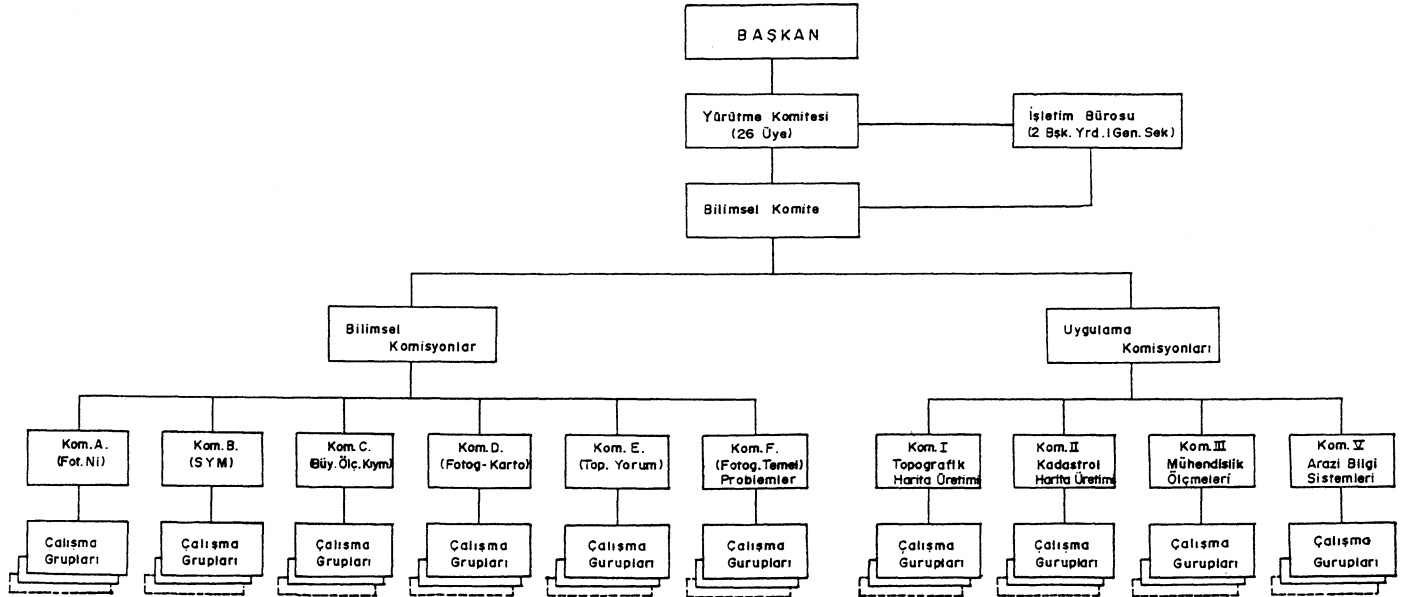 BAŞKAN
Yürütme Komitesi
(26 Üye)
İşletim Bürosu
(2 Bşk. Yrd. I Gen. Sek)
Bilimsel Komite
Bilimsel
Komisyonlar
Uygulama
Komisyonları
Kom. A.
(Fot. Ni)
Kom. B.
(SYM)
Kom. C.
(Büy. Ölç. Kıym)
Kom. D.
(Fotog-Karto)
Kom. E.
(Top. Yorum)
Kom. F.
(Fotog. Temel)
Problemler
Kom. I
Topografik
Harita Üretimi
Kom. II
Kadastrol
Harita Üretimi
Kom. III
Mühendislik
Ölçmeleri
Kom. V
Arazi Bilgi
Sistemleri
Çalışma
Grupları
Çalışma
Grupları
Çalışma
Grupları
Çalışma
Grupları
Çalışma
Grupları
Çalışma
Gurupları
Çalışma
Gurupları
Çalışma
Gurupları
Çalışma
Gurupları
Çalışma
Gurupları